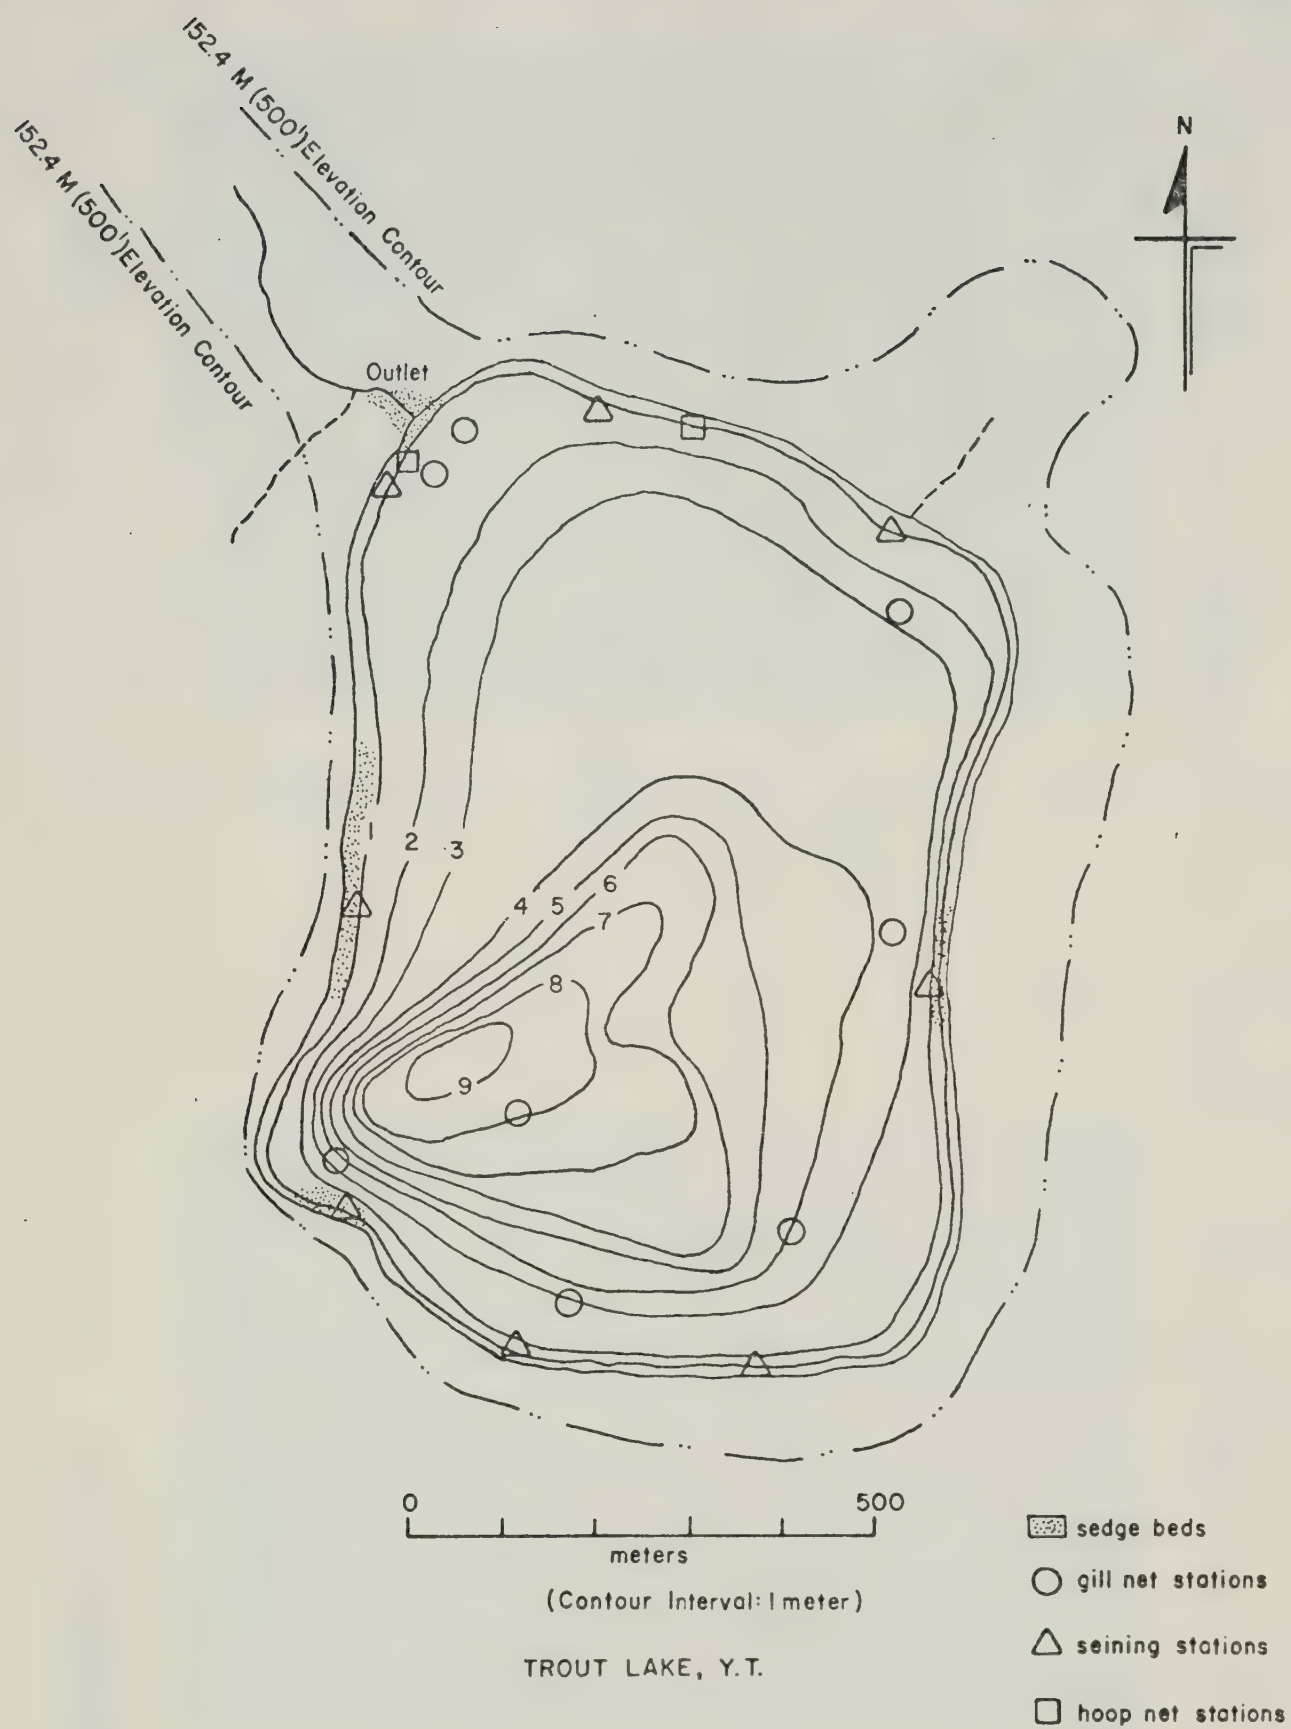 152.4 M (500')Elevation Contour
152.4 M (500')Elevation Contour
N
Outlet
1
2
3
4
5
6
7
8
9
0
500
meters
(Contour Interval: 1 meter)
TROUT LAKE, Y.T.
sedge beds
gill net stations
seining stations
hoop net stations